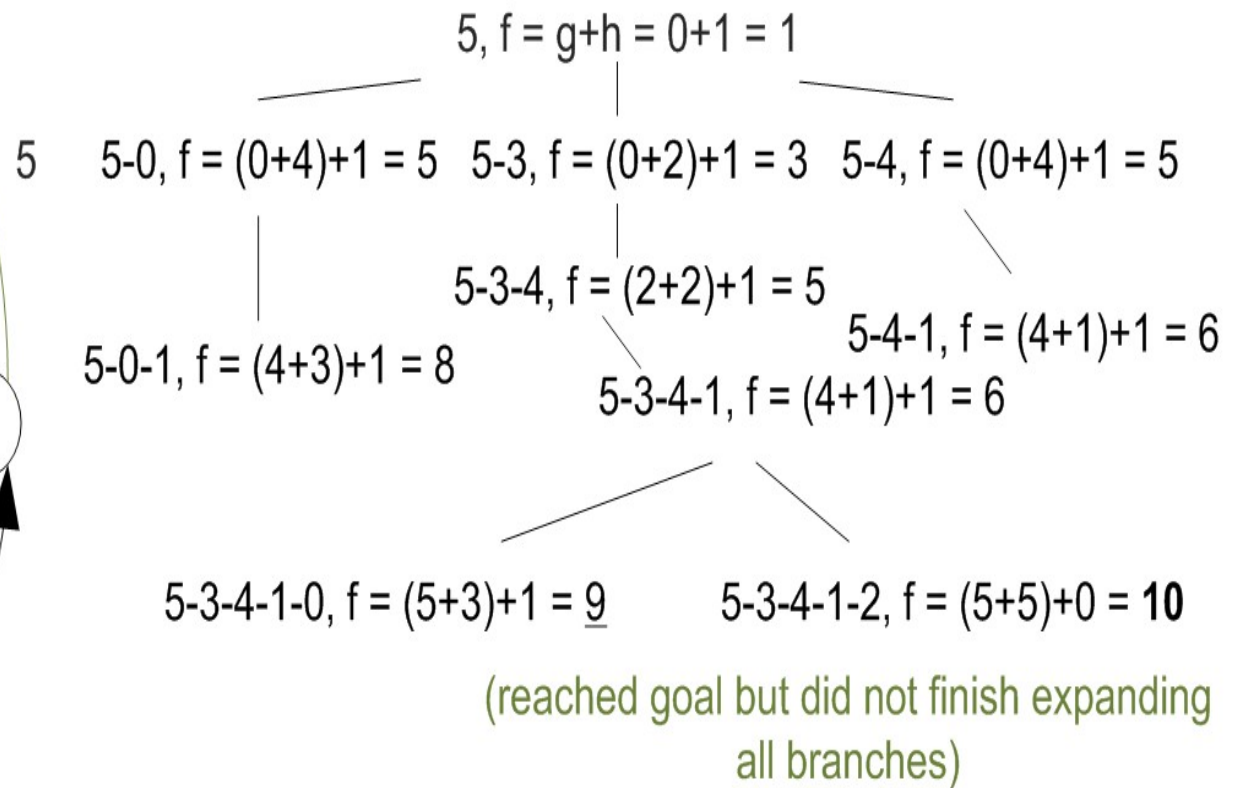 5, f = g+h = 0+1 = 1
5 5-0, f = (0+4)+1 = 5 5-3, f = (0+2)+1 = 3 5-4, f = (0+4)+1 = 5
5-3-4, f = (2+2)+1 = 5
5-4-1, f = (4+1)+1 = 6
5-0-1, f = (4+3)+1 = 8
5-3-4-1, f = (4+1)+1 = 6
5-3-4-1-0, f = (5+3)+1 = 9 5-3-4-1-2, f = (5+5)+0 = 10
(reached goal but did not finish expanding
all branches)